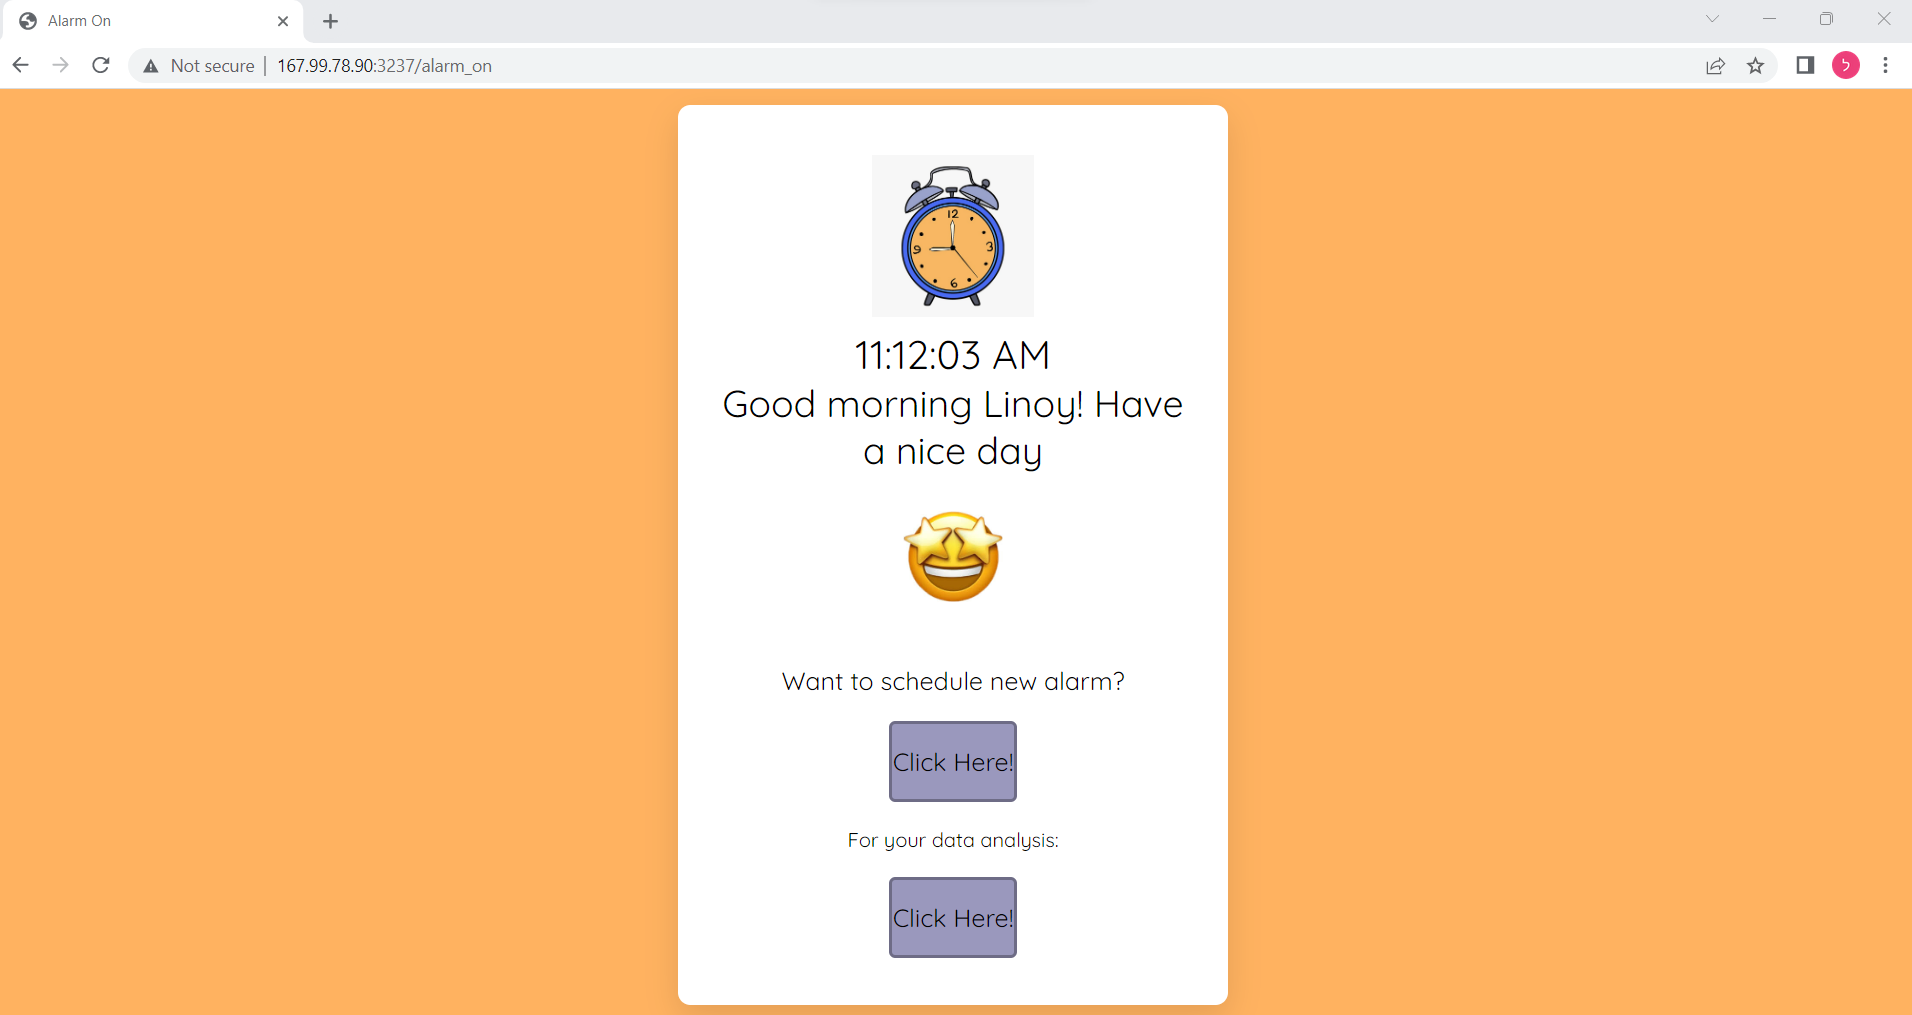 Alarm On
Not secure | 167.99.78.90:3237/alarm_on
ל
12
9 3
6
11:12:03 AM
Good morning Linoy! Have
a nice day
Want to schedule new alarm?
Click Here!
For your data analysis:
Click Here!